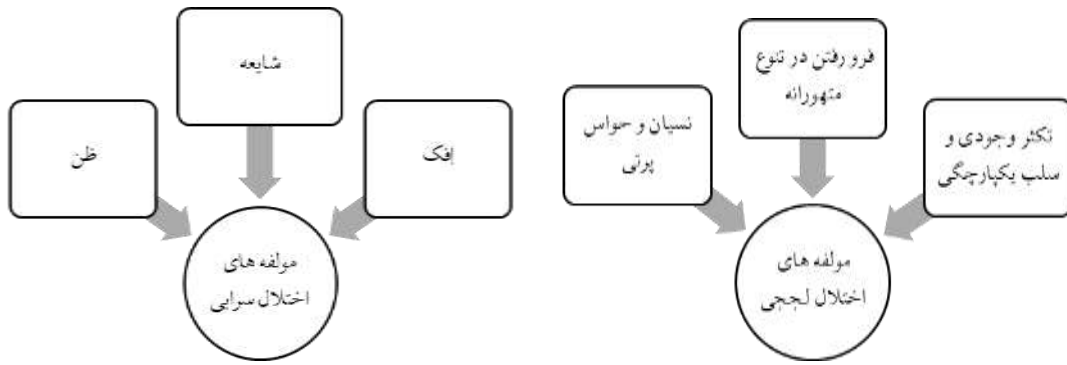 فرو رفتن در تنوع
متهورانه
تکثر وجودی و
سلب یکپارچگی
نسیان و حواس
پرتی
مولفه های
اختلال لججی
شایعه
إفک
ظن
مولفه های
اختلال سرابی